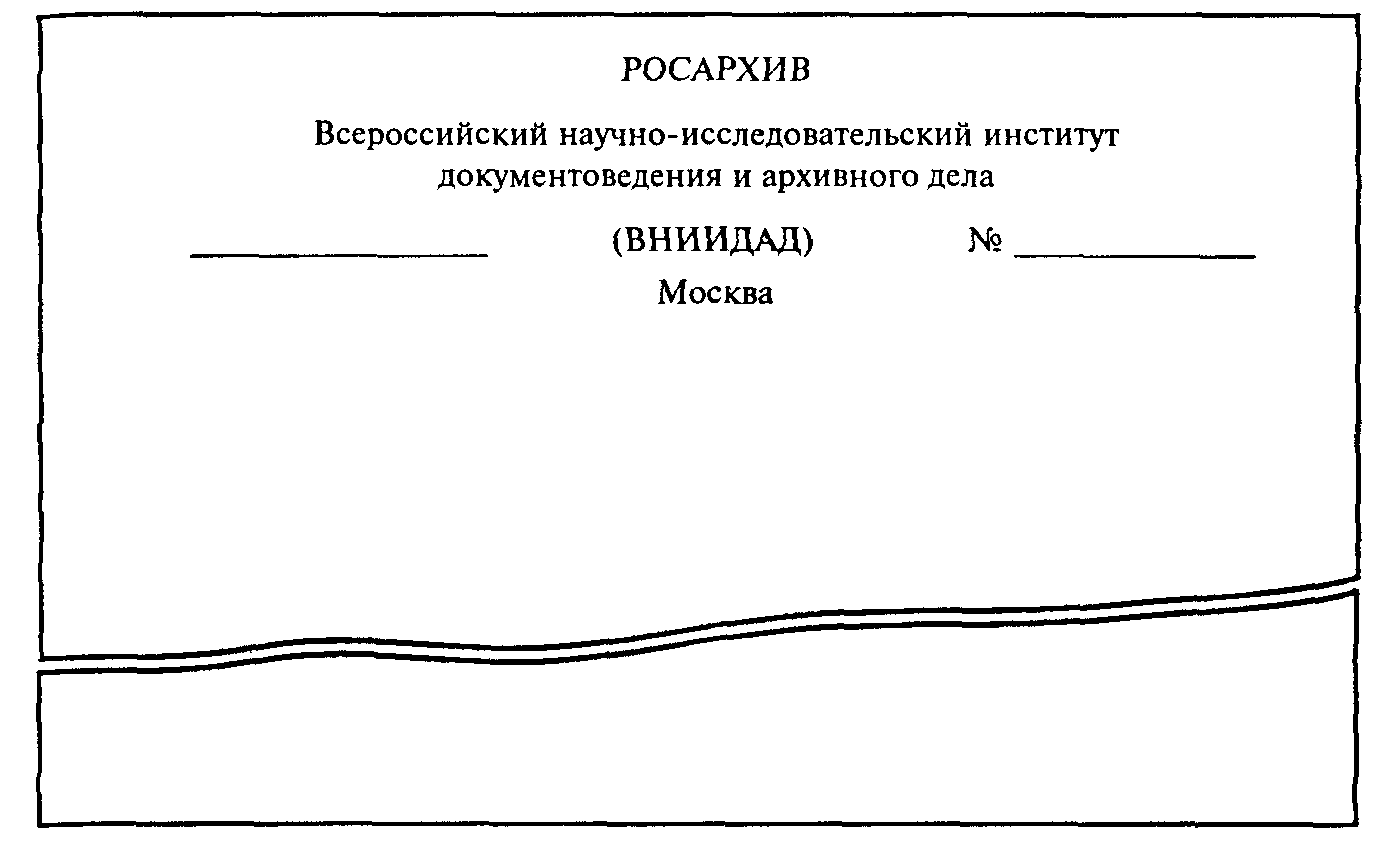 РОСАРХИВ
Всероссийский научно-исследовательский институт
документоведения и архивного дела
(ВНИИДАД) №
Москва